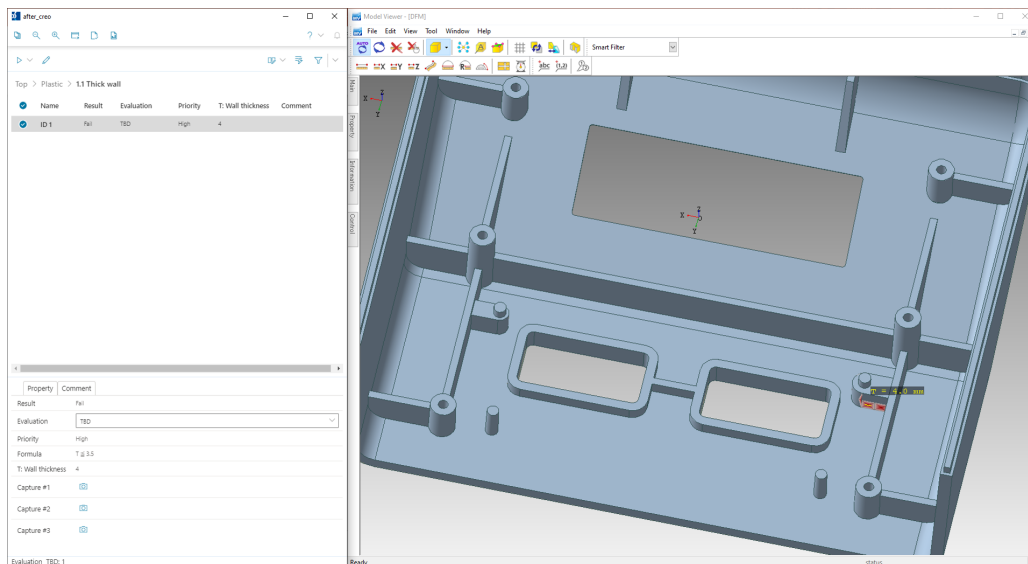 after_creo
Top > Plastic > 1.1 Thick wall
Name Result Evaluation Priority T: Wall thickness Comment
ID 1 Fail TBD High 4
Property Comment
Result Fail
Evaluation TBD
Priority High
Formula T ≦ 3.5
T: Wall thickness 4
Capture #1
Capture #2
Capture #3
Evaluation TBD: 1
Model Viewer - [DFM]
File Edit View Tool Window Help
AUTO
Smart Filter
X Y Z
abc
Main
Property
Information
Control
X Z Y
X Z Y
T = 4.0 mm
Ready
status